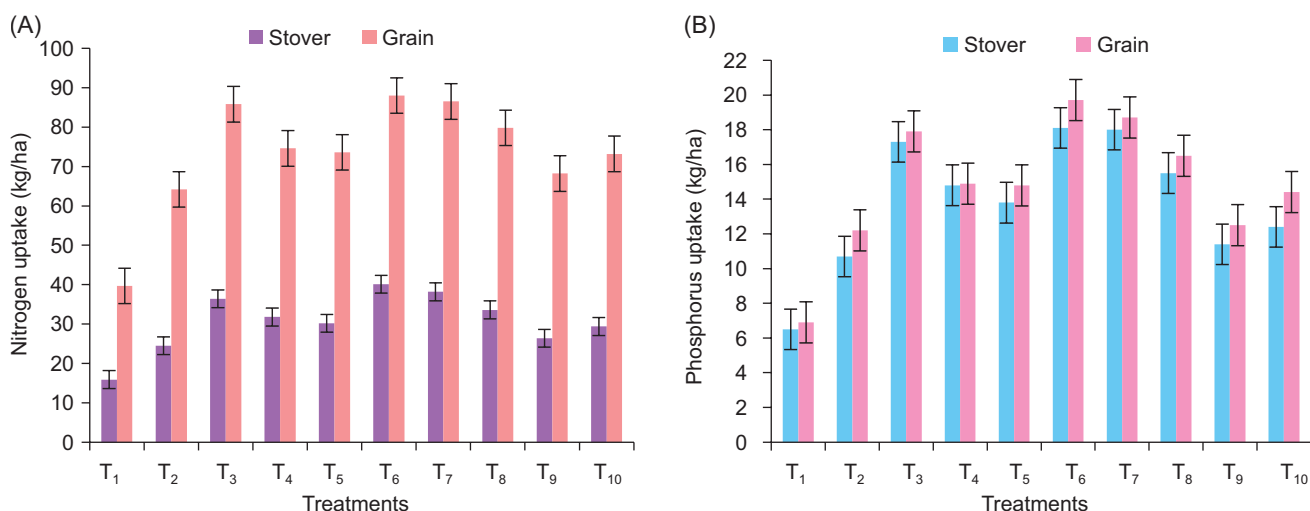 (A)
Stover Grain
Nitrogen uptake (kg/ha)
100
90
80
70
60
50
40
30
20
10
0
T1 T2 T3 T4 T5 T6 T7 T8 T9 T10
Treatments
(B)
Stover Grain
Phosphorus uptake (kg/ha)
22
20
18
16
14
12
10
8
6
4
2
0
T1 T2 T3 T4 T5 T6 T7 T8 T9 T10
Treatments